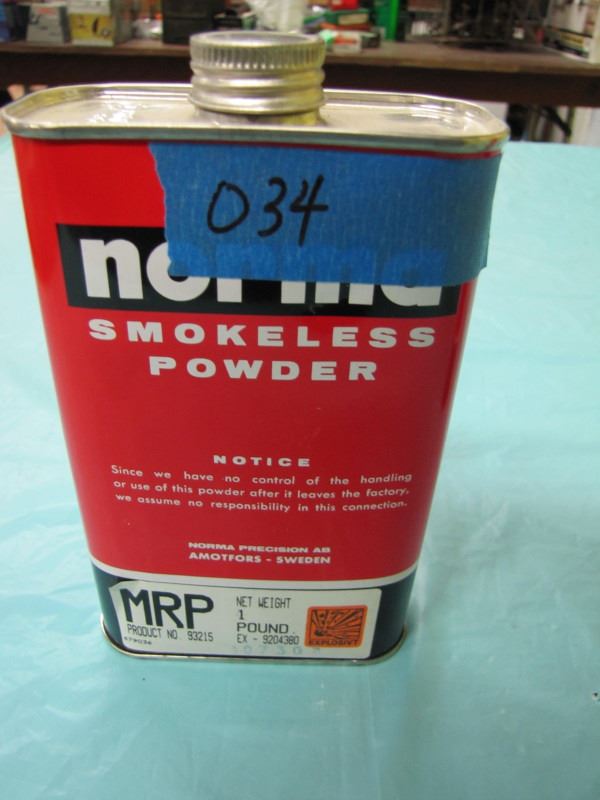 034
norma
SMOKELESS
POWDER
NOTICE
Since we have no control of the handling
or use of this powder after it leaves the factory,
we assume no responsibility in this connection.
NORMA PRECISION AB
AMOTFORS - SWEDEN
MRP
NET WEIGHT
1
POUND
PRODUCT NO 93215
EX - 9204380
EXPLOSIVT